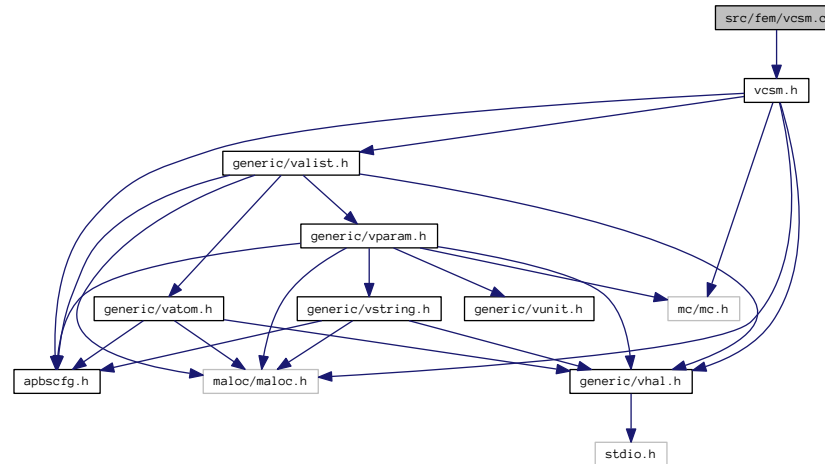 src/fem/vcsm.c
vcsm.h
generic/valist.h
generic/vparam.h
generic/vatom.h
generic/vstring.h
generic/vunit.h
mc/mc.h
apbscfg.h
maloc/maloc.h
generic/vhal.h
stdio.h